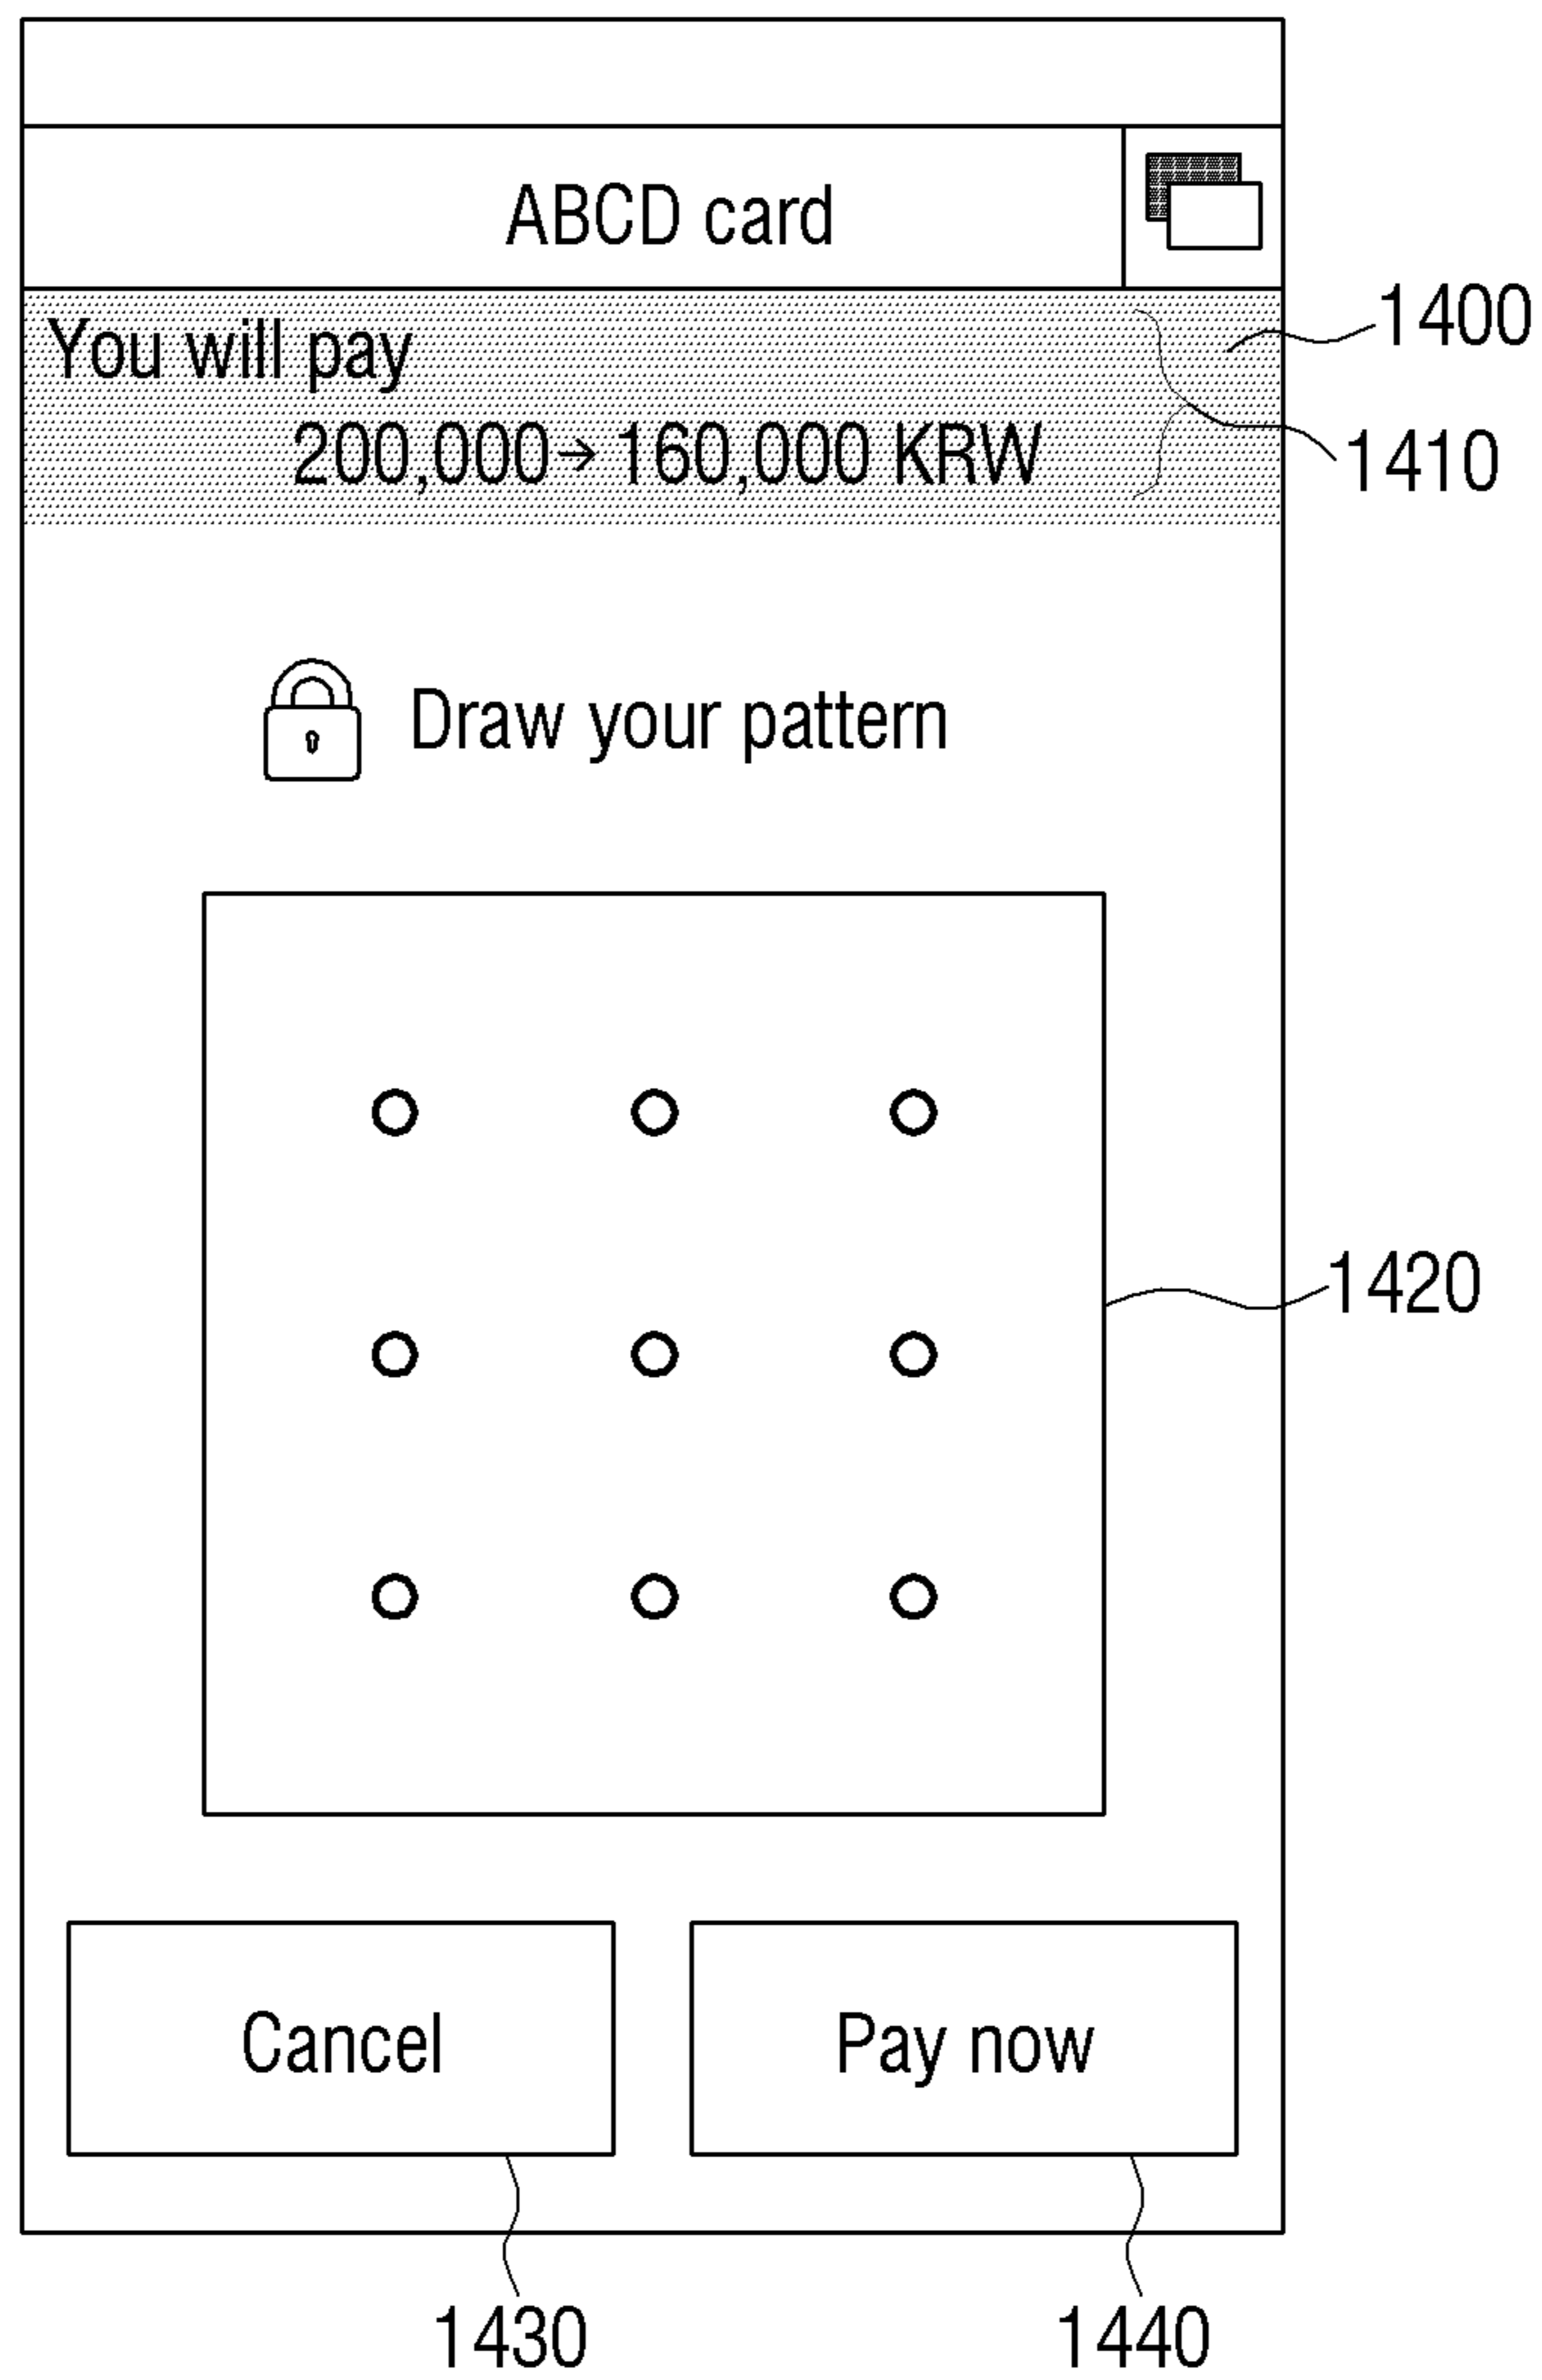 ABCD card
You will pay
200,000→160,000 KRW
1400
1410
Draw your pattern
1420
Cancel
Pay now
1430
1440